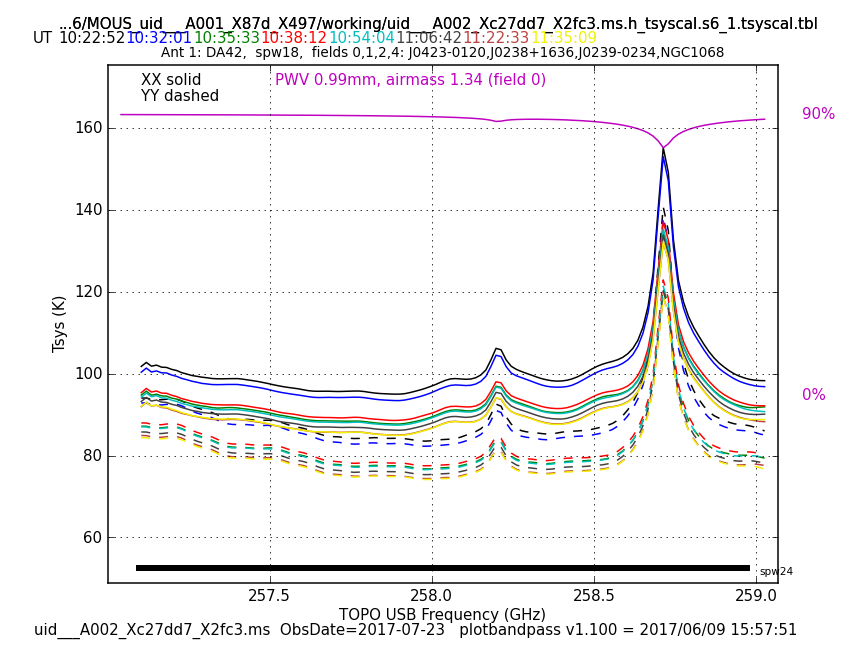 ...6/MOUS_uid___A001_X87d_X497/working/uid___A002_Xc27dd7_X2fc3.ms.h_tsyscal.s6_1.tsyscal.tbl
UT 10:22:52 10:32:01 10:35:33 10:38:12 10:54:04 11:06:42 11:22:33 11:35:09
Ant 1: DA42, spw18, fields 0,1,2,4: J0423-0120,J0238+1636,J0239-0234,NGC1068
XX solid
YY dashed
PWV 0.99mm, airmass 1.34 (field 0)
90%
0%
160
140
120
100
80
60
Tsys (K)
spw24
257.5 258.0 258.5 259.0
TOPO USB Frequency (GHz)
uid___A002_Xc27dd7_X2fc3.ms ObsDate=2017-07-23 plotbandpass v1.100 = 2017/06/09 15:57:51